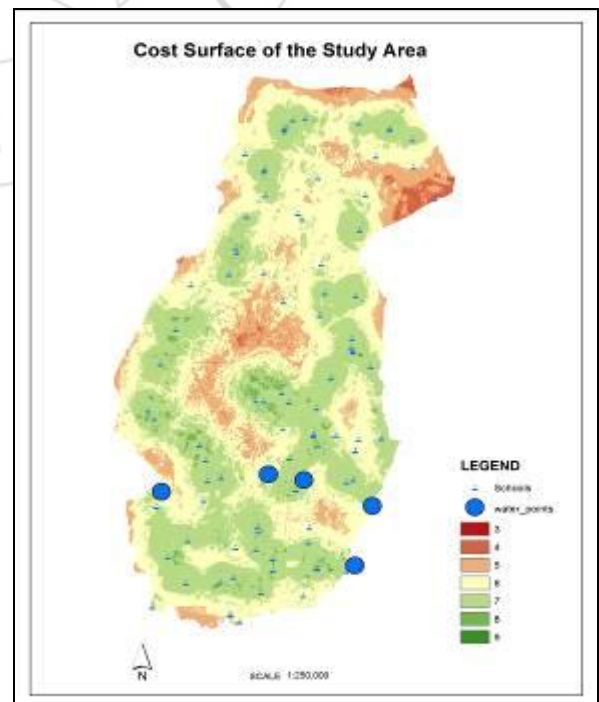 Cost Surface of the Study Area
LEGEND
Schools
water_points
3
4
5
6
7
8
9
N
SCALE 1:250,000